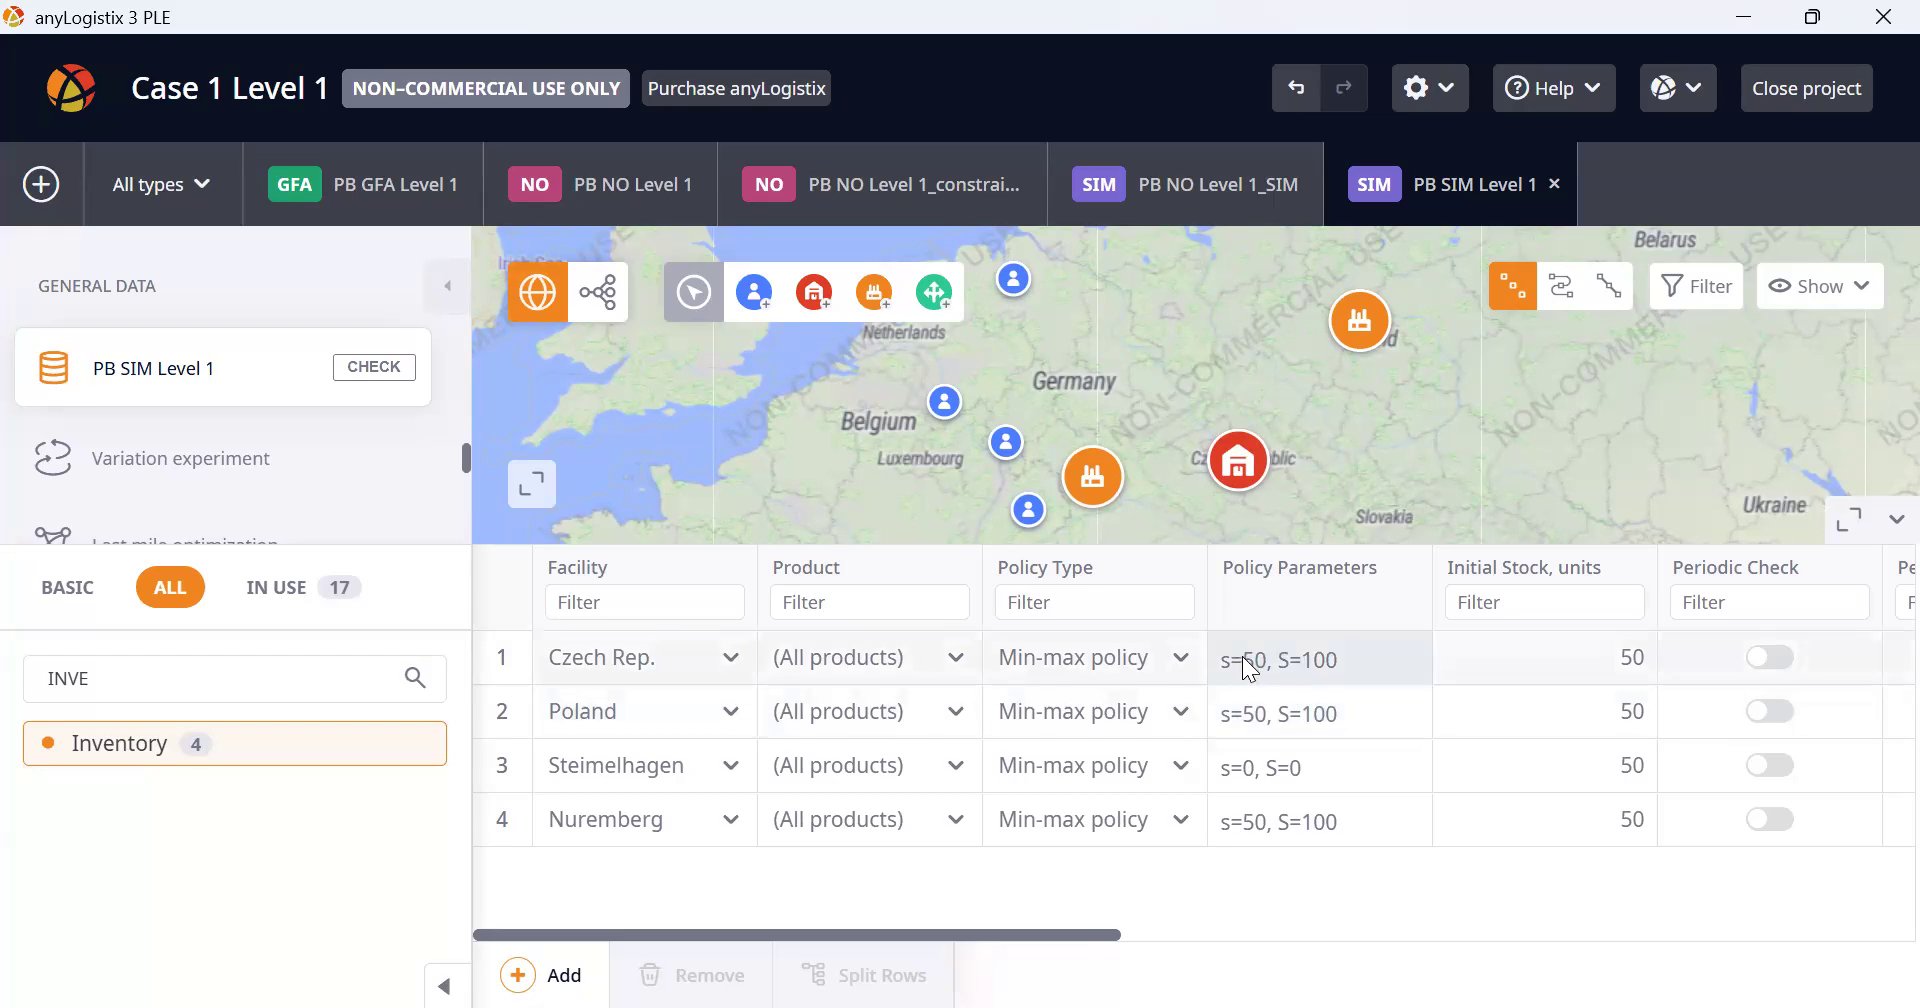 anyLogistix 3 PLE
Case 1 Level 1 NON-COMMERCIAL USE ONLY Purchase anyLogistix Help Close project
All types GFA PB GFA Level 1 NO PB NO Level 1 NO PB NO Level 1_constrai... SIM PB NO Level 1_SIM SIM PB SIM Level 1
Belarus
GENERAL DATA
Filter Show
Netherlands
PB SIM Level 1 CHECK
Germany
Belgium
Variation experiment
Luxembourg
Ukraine
Slovakia
Last mile optimization
BASIC ALL IN USE 17
Facility Product Policy Type Policy Parameters Initial Stock, units Periodic Check
Filter Filter Filter Filter Filter
INVE
Inventory 4
1 Czech Rep. (All products) Min-max policy s=50, S=100 50
2 Poland (All products) Min-max policy s=50, S=100 50
3 Steimelhagen (All products) Min-max policy s=0, S=0 50
4 Nuremberg (All products) Min-max policy s=50, S=100 50
Add Remove Split Rows